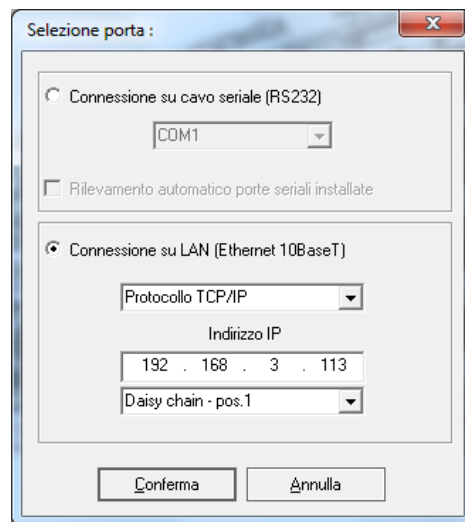 Selezione porta :
Connessione su cavo seriale (RS232)
COM1
Rilevamento automatico porte seriali installate
Connessione su LAN (Ethernet 10BaseT)
Protocollo TCP/IP
Indirizzo IP
192 . 168 . 3 . 113
Daisy chain - pos.1
Conferma Annulla